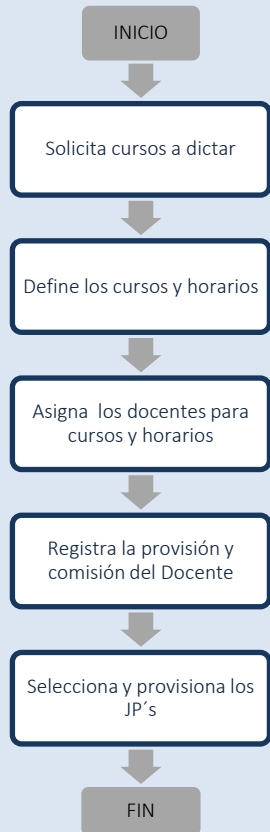 INICIO
Solicita cursos a dictar
Define los cursos y horarios
Asigna los docentes para
cursos y horarios
Registra la provisión y
comisión del Docente
Selecciona y provisiona los
JP´s
FIN